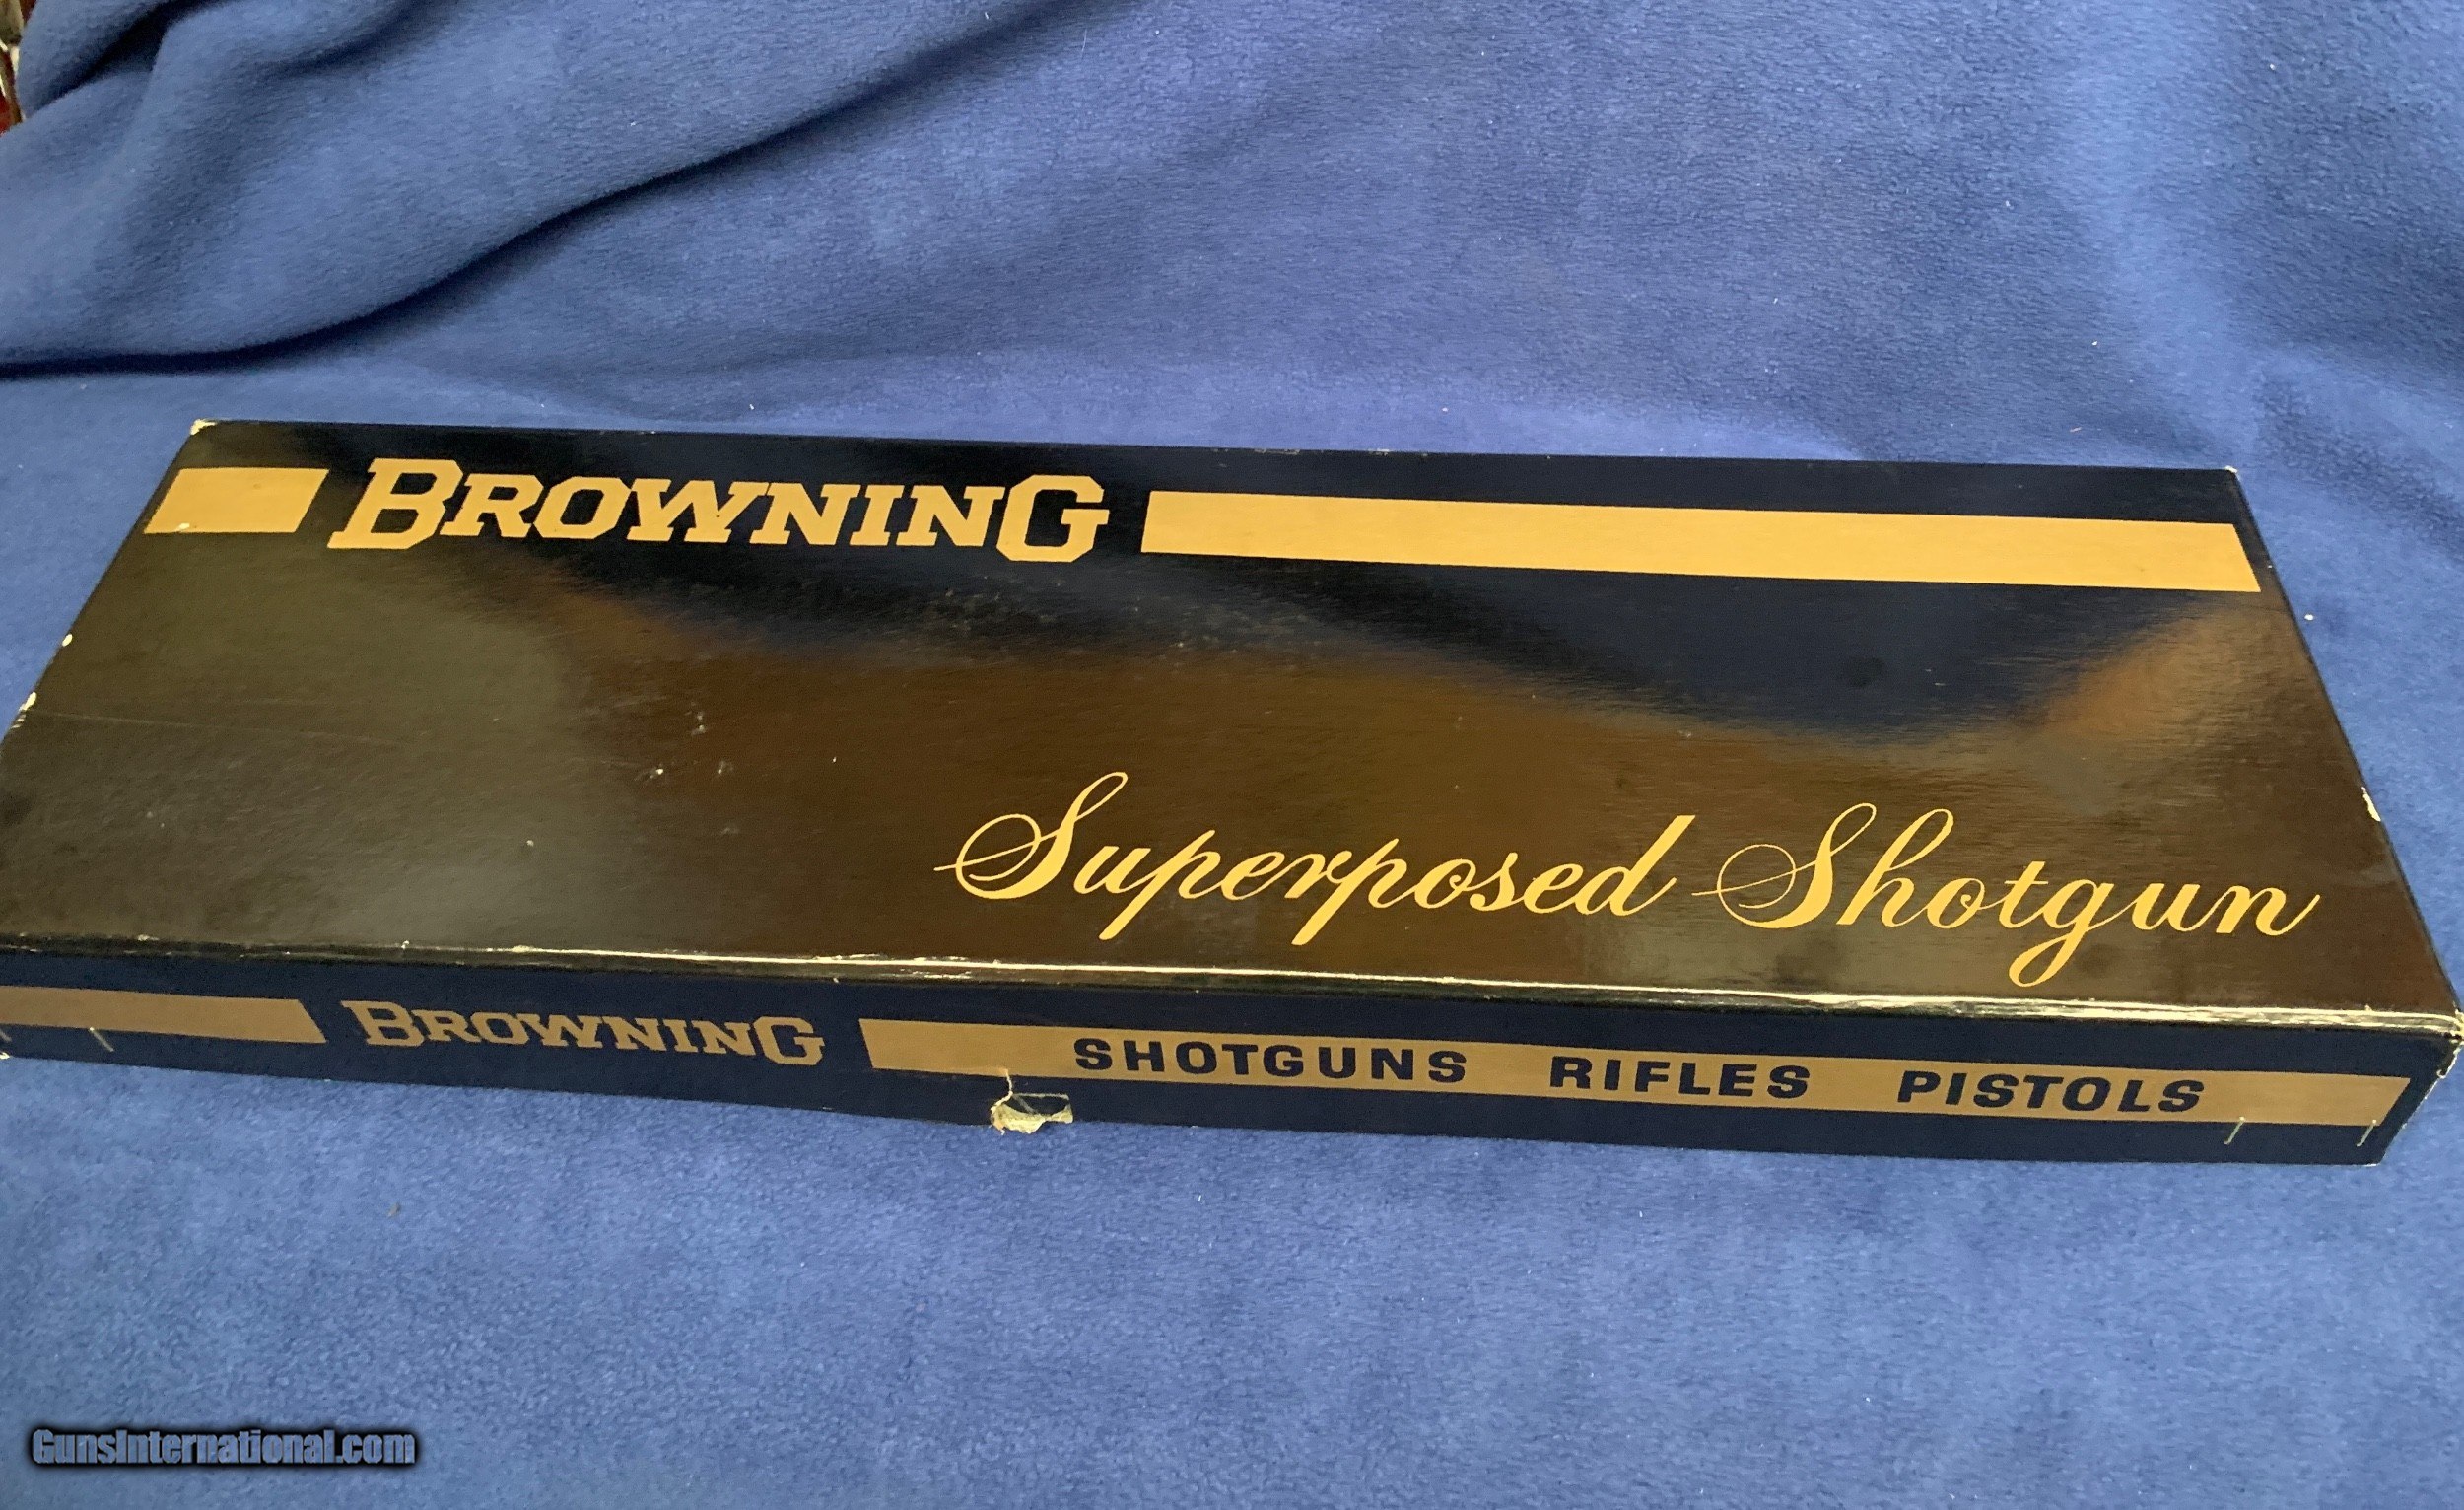 BROWNING
Superposed Shotgun
BROWNING SHOTGUNS RIFLES PISTOLS
GunsInternational.com